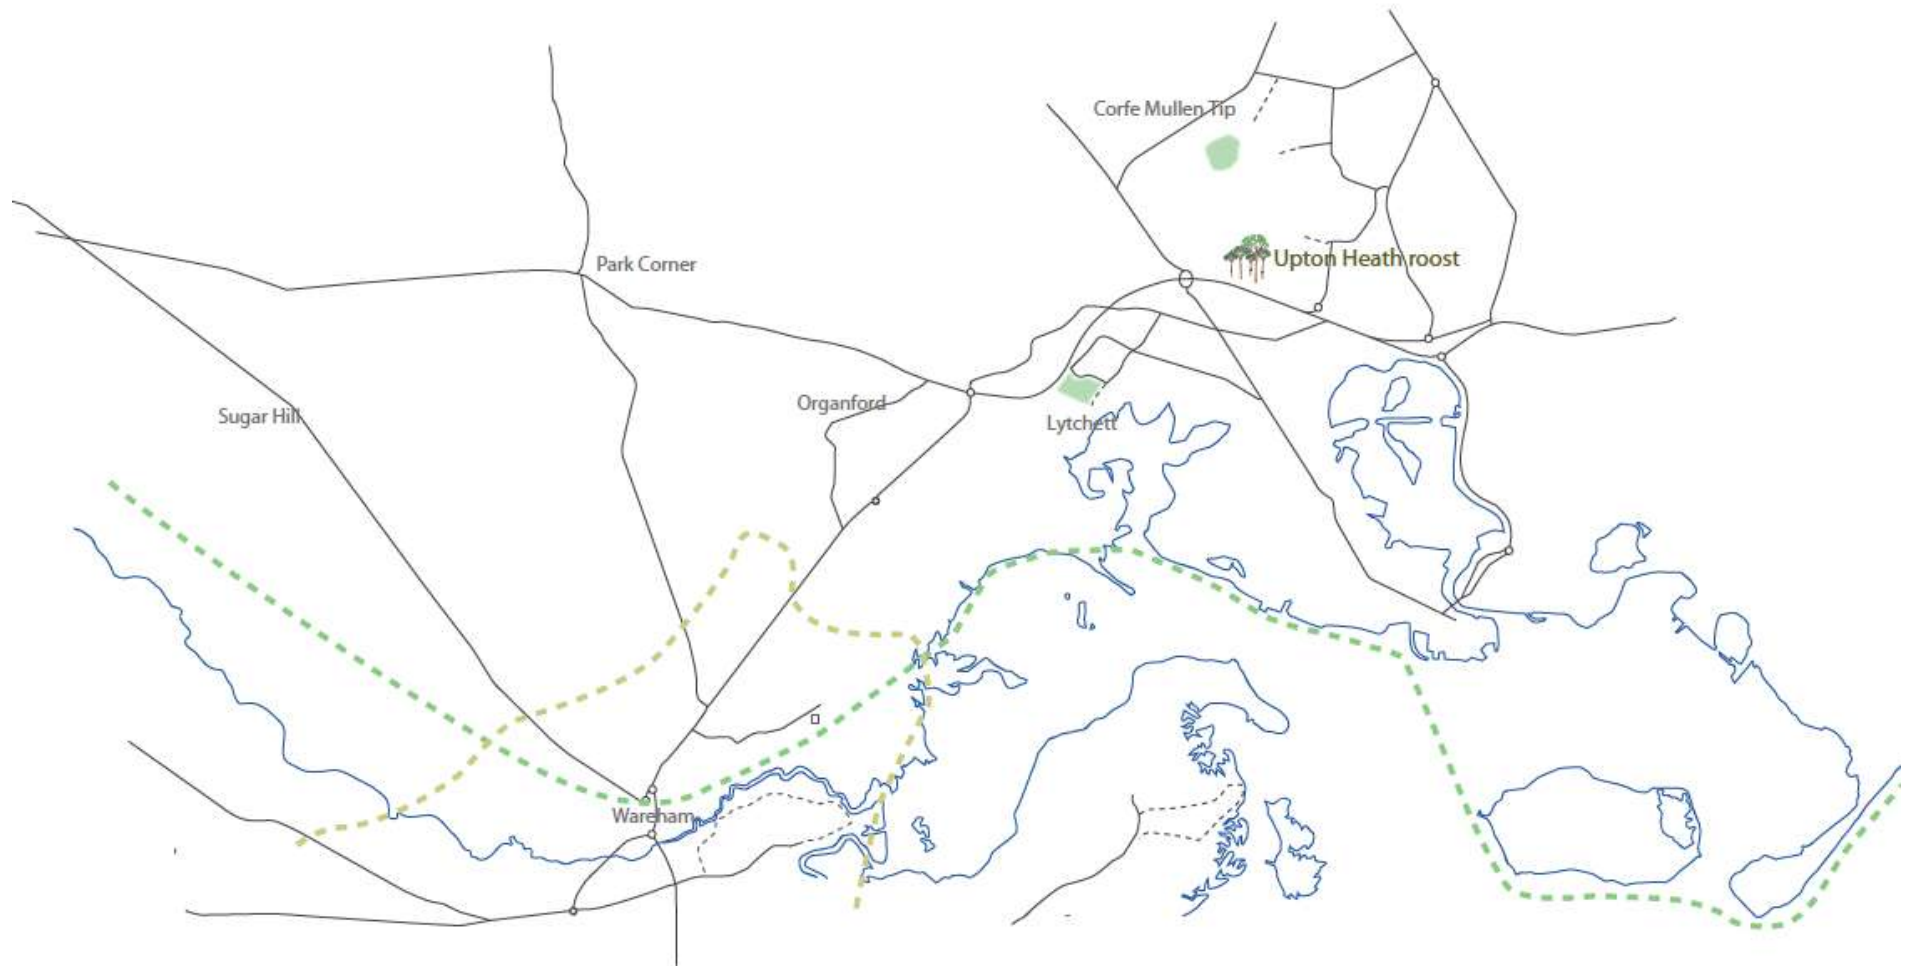 Corfe Mullen Tip
Park Corner
Upton Heath roost
Organford
Sugar Hill
Lytchett
Wareham